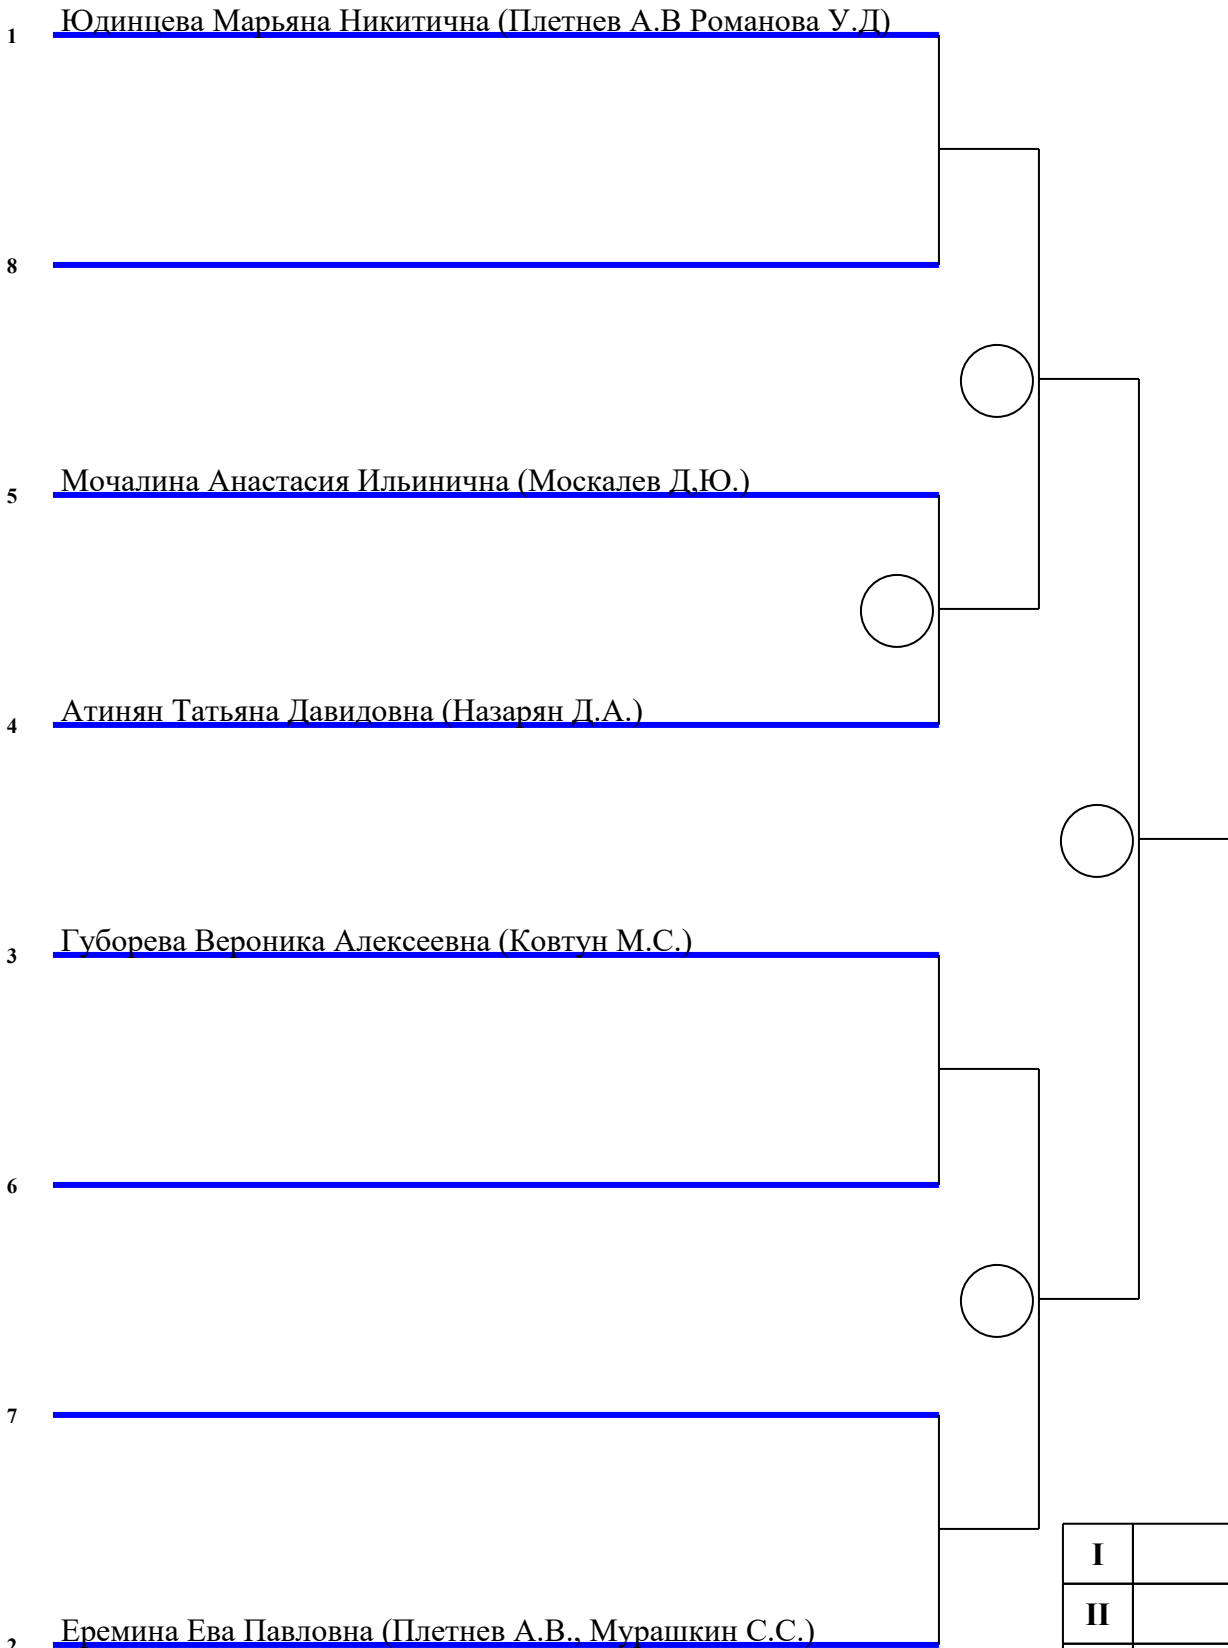 1 Юдинцева Марьяна Никитична (Плетнев А.В Романова У.Д)
8
5 Мочалина Анастасия Ильинична (Москалев Д,Ю.)
4 Атинян Татьяна Давидовна (Назарян Д.А.)
3 Губорева Вероника Алексеевна (Ковтун М.С.)
6
7
I
II
2 Еремина Ева Павловна (Плетнев А.В., Мурашкин С.С.)